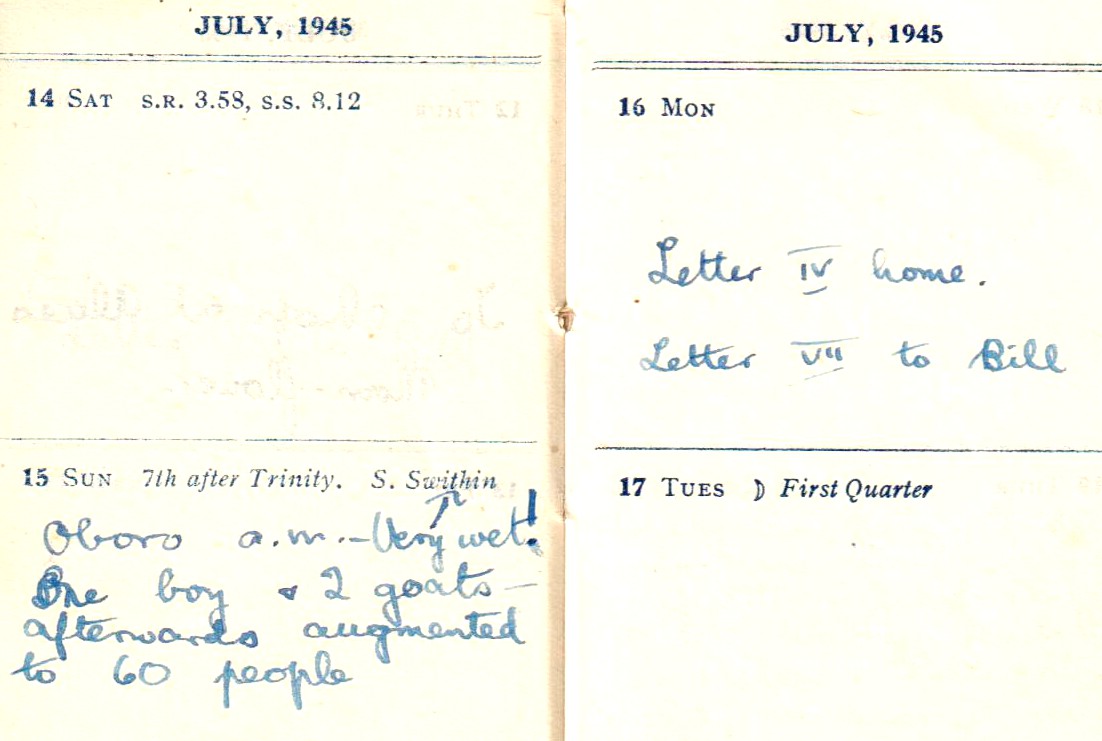 JULY, 1945
14 SAT S.R. 3.58, S.S. 8.12
15 SUN 7th after Trinity. S. Swithin
Oboro a.m. - Very wet!
One boy & 2 goats -
afterwards augmented
to 60 people
JULY, 1945
16 MON
Letter IV home.
Letter VII to Bill
17 TUES ☽ First Quarter